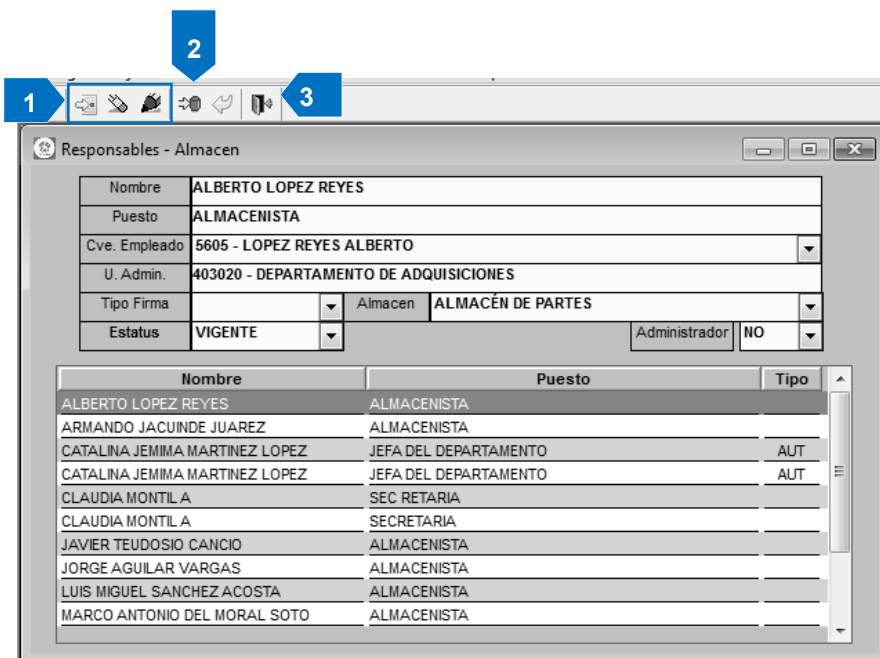 2
1
3
Responsables - Almacen
Nombre ALBERTO LOPEZ REYES
Puesto ALMACENISTA
Cve. Empleado 5605 - LOPEZ REYES ALBERTO
U. Admin. 403020 - DEPARTAMENTO DE ADQUISICIONES
Tipo Firma Almacen ALMACÉN DE PARTES
Estatus VIGENTE Administrador NO
Nombre Puesto Tipo
ALBERTO LOPEZ REYES ALMACENISTA
ARMANDO JACUINDE JUAREZ ALMACENISTA
CATALINA JEMIMA MARTINEZ LOPEZ JEFA DEL DEPARTAMENTO AUT
CATALINA JEMIMA MARTINEZ LOPEZ JEFA DEL DEPARTAMENTO AUT
CLAUDIA MONTIL A SEC RETARIA
CLAUDIA MONTIL A SECRETARIA
JAVIER TEUDOSIO CANCIO ALMACENISTA
JORGE AGUILAR VARGAS ALMACENISTA
LUIS MIGUEL SANCHEZ ACOSTA ALMACENISTA
MARCO ANTONIO DEL MORAL SOTO ALMACENISTA